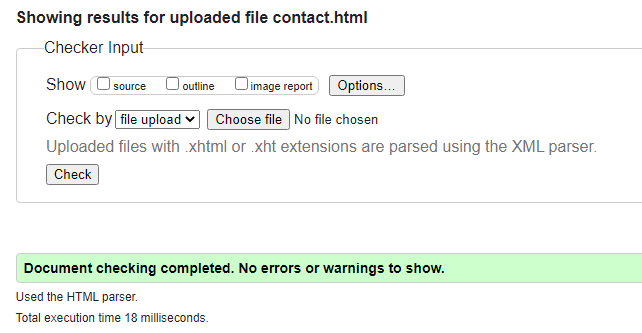 Showing results for uploaded file contact.html
Checker Input
Show source outline image report Options...
Check by file upload Choose file No file chosen
Uploaded files with .xhtml or .xht extensions are parsed using the XML parser.
Check
Document checking completed. No errors or warnings to show.
Used the HTML parser.
Total execution time 18 milliseconds.